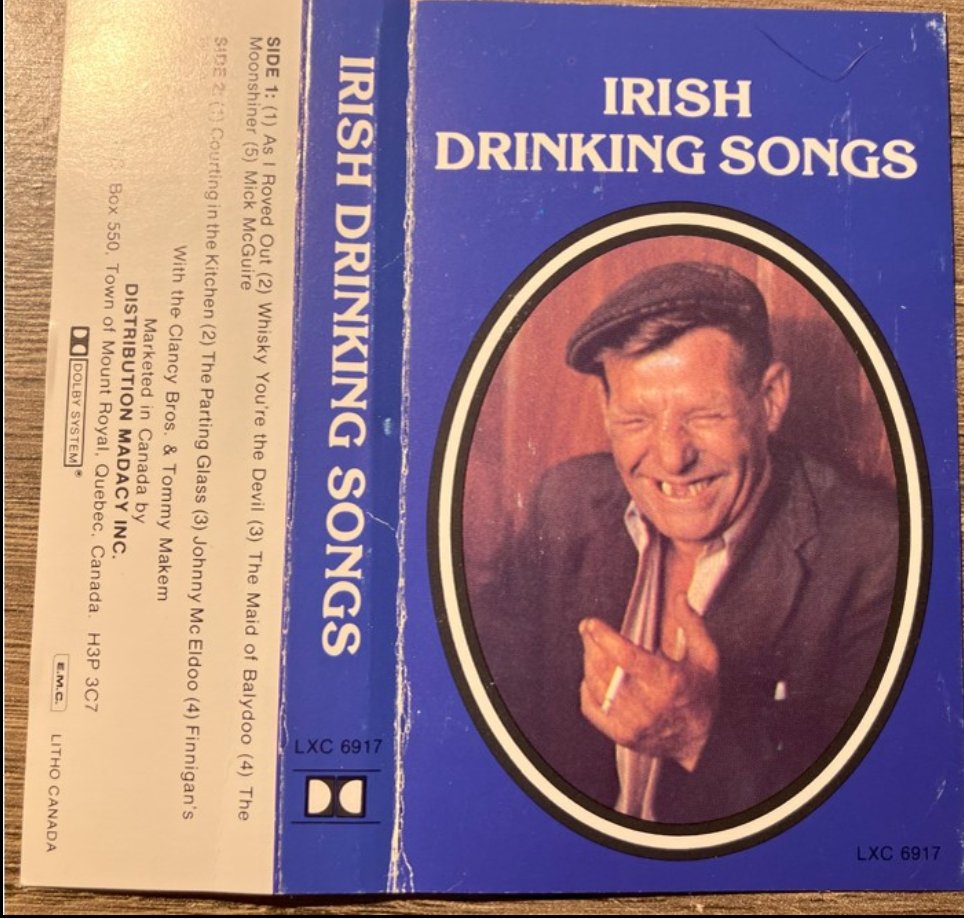 IRISH
DRINKING SONGS
LXC 6917
IRISH DRINKING SONGS
LXC 6917
SIDE 1: (1) As I Roved Out (2) Whisky You're the Devil (3) The Maid of Balydoo (4) The
Moonshiner (5) Mick McGuire
SIDE 2: (1) Courting in the Kitchen (2) The Parting Glass (3) Johnny Mc Eldoo (4) Finnigan's
With the Clancy Bros. & Tommy Makem
Marketed in Canada by
DISTRIBUTION MADACY INC.
Box 550, Town of Mount Royal, Quebec, Canada. H3P 3C7
DOLBY SYSTEM®
E.M.C.
LITHO CANADA